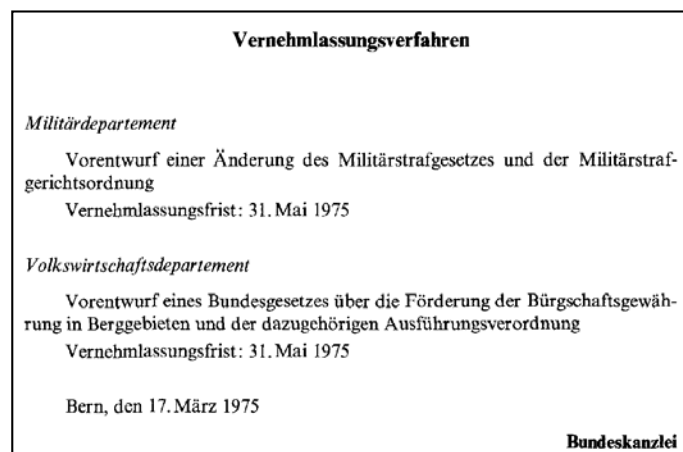 Vernehmlassungsverfahren
Militärdepartement
Vorentwurf einer Änderung des Militärstrafgesetzes und der Militärstraf-
gerichtsordnung
Vernehmlassungsfrist: 31. Mai 1975
Volkswirtschaftsdepartement
Vorentwurf eines Bundesgesetzes über die Förderung der Bürgschaftsgewäh-
rung in Berggebieten und der dazugehörigen Ausführungsverordnung
Vernehmlassungsfrist: 31. Mai 1975
Bern, den 17. März 1975
Bundeskanzlei